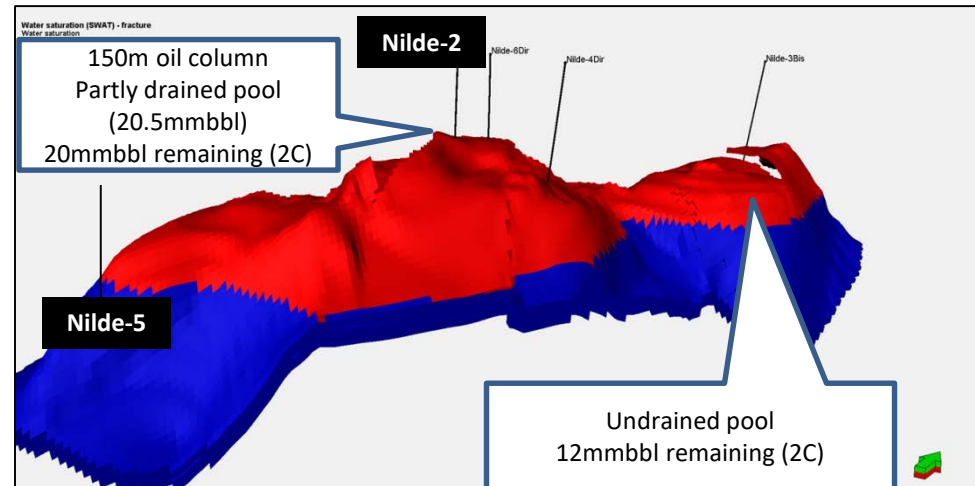 Water saturation (SWAT) - fracture
Water saturation
150m oil column
Partly drained pool
(20.5mmbbl)
20mmbbl remaining (2C)
Nilde-2
Nilde-6Dir
Nilde-4Dir
Nilde-3Bis
Nilde-5
Undrained pool
12mmbbl remaining (2C)